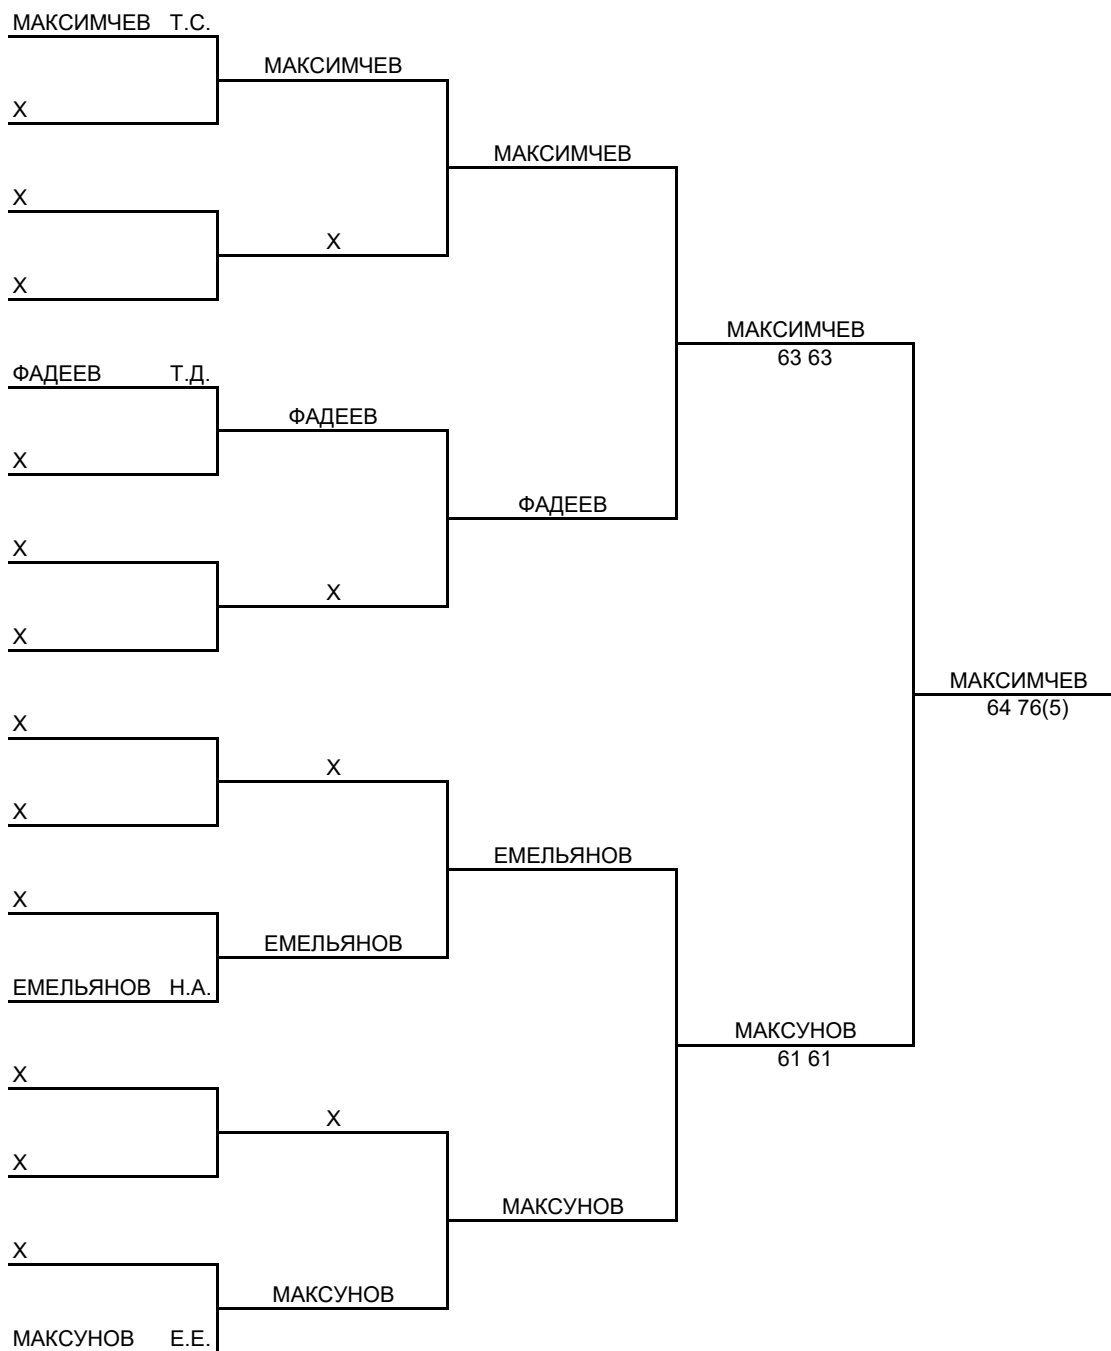 МАКСИМЧЕВ Т.С.
МАКСИМЧЕВ
X
МАКСИМЧЕВ
X
X
X
МАКСИМЧЕВ
63 63
ФАДЕЕВ Т.Д.
ФАДЕЕВ
X
ФАДЕЕВ
X
X
X
МАКСИМЧЕВ
64 76(5)
X
X
X
ЕМЕЛЬЯНОВ
X
ЕМЕЛЬЯНОВ
ЕМЕЛЬЯНОВ Н.А.
МАКСУНОВ
61 61
X
X
X
МАКСУНОВ
X
МАКСУНОВ
МАКСУНОВ Е.Е.